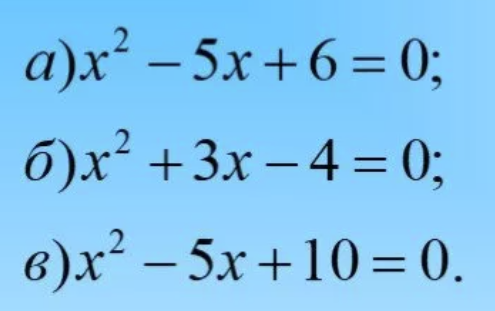 а)x² − 5x + 6 = 0;
б)x² + 3x − 4 = 0;
в)x² − 5x + 10 = 0.